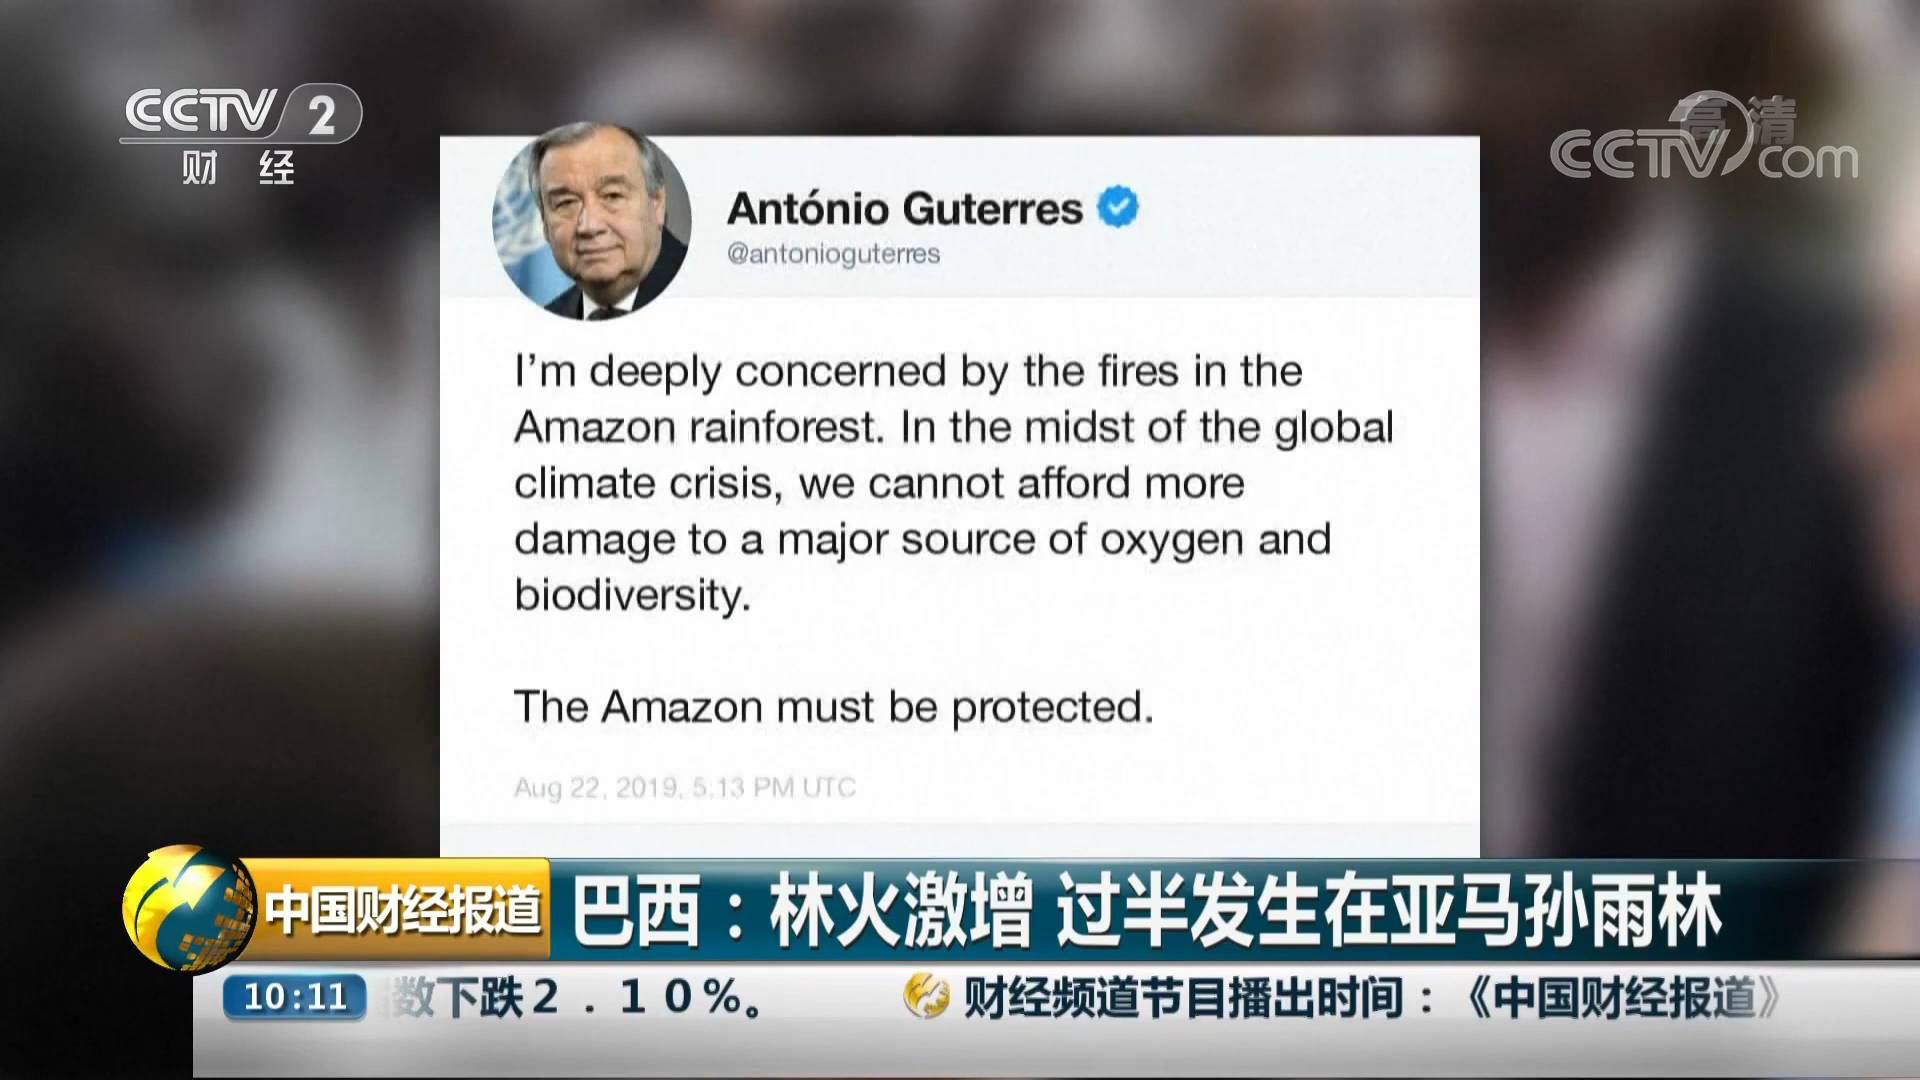 CCTV 2
财经
高清
CCTV.com
António Guterres
@antonioguterres
I'm deeply concerned by the fires in the
Amazon rainforest. In the midst of the global
climate crisis, we cannot afford more
damage to a major source of oxygen and
biodiversity.
The Amazon must be protected.
Aug 22, 2019, 5:13 PM UTC
中国财经报道
巴西：林火激增 过半发生在亚马孙雨林
10:11
数下跌2．10%。
财经频道节目播出时间：《中国财经报道》